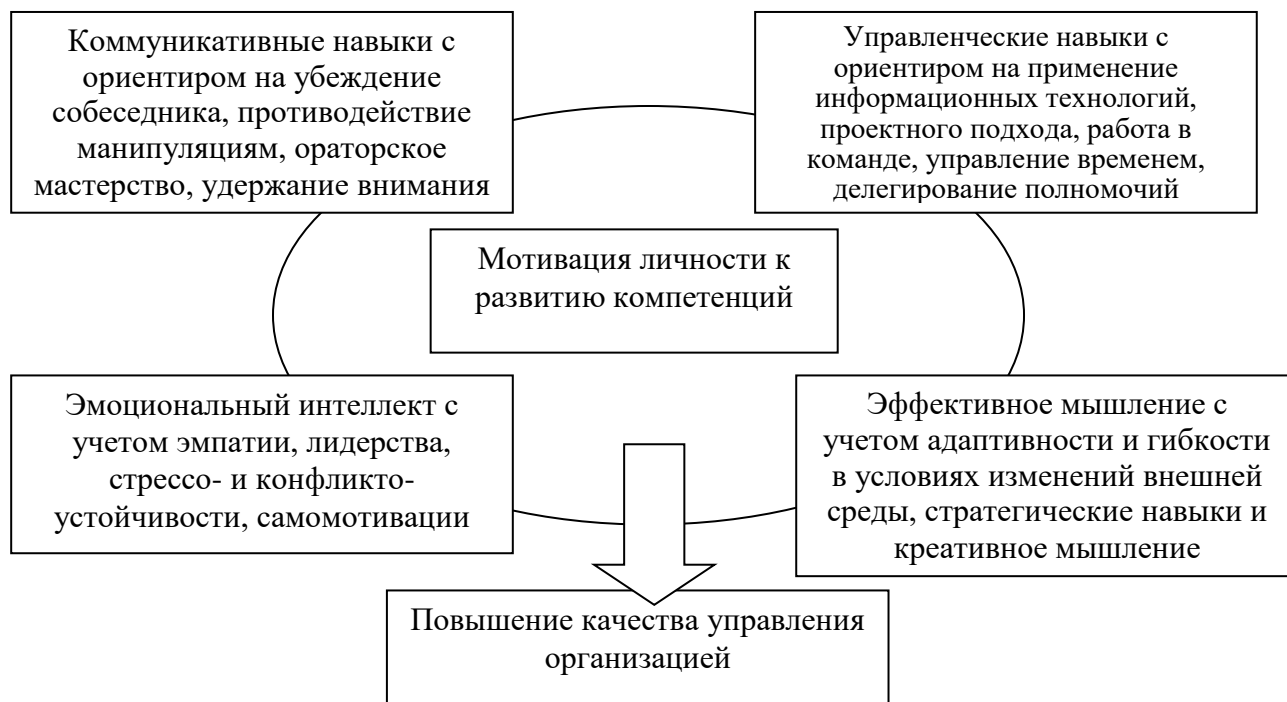 Коммуникативные навыки с
ориентиром на убеждение
собеседника, противодействие
манипуляциям, ораторское
мастерство, удержание внимания
Управленческие навыки с
ориентиром на применение
информационных технологий,
проектного подхода, работа в
команде, управление временем,
делегирование полномочий
Мотивация личности к
развитию компетенций
Эмоциональный интеллект с
учетом эмпатии, лидерства,
стрессо- и конфликто-
устойчивости, самомотивации
Эффективное мышление с
учетом адаптивности и гибкости
в условиях изменений внешней
среды, стратегические навыки и
креативное мышление
Повышение качества управления
организацией